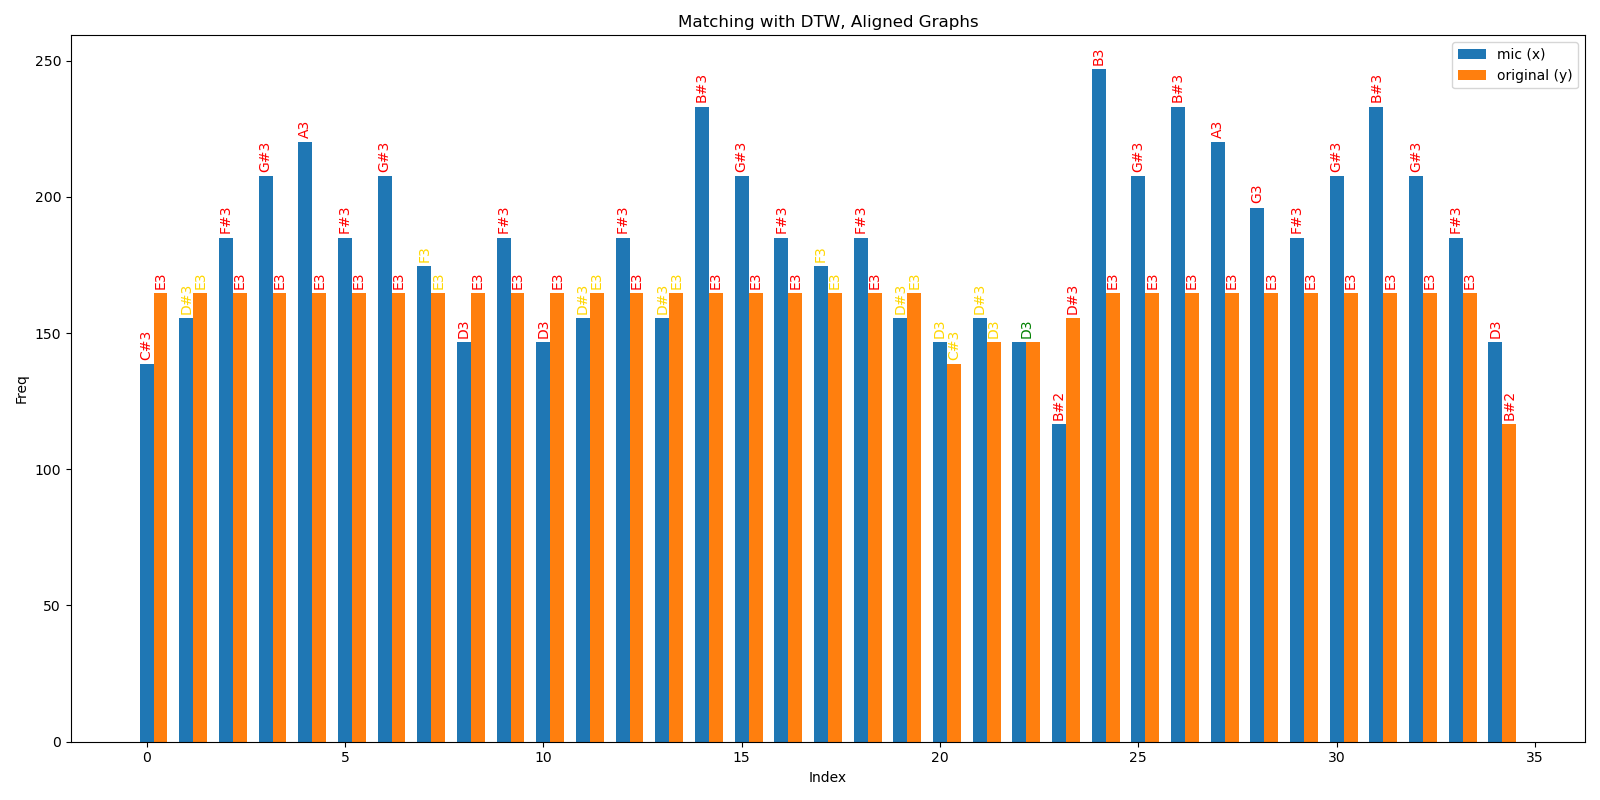 Matching with DTW, Aligned Graphs
mic (x)
original (y)
Freq
250
200
150
100
50
0
C#3 E3
D#3 E3
F#3 E3
G#3 E3
A3 E3
F#3 E3
G#3 E3
F3 E3
D3 E3
F#3 E3
D3 E3
D#3 E3
F#3 E3
D#3 E3
B#3 E3
G#3 E3
F#3 E3
F3 E3
F#3 E3
D#3 E3
D3 C#3
D#3 D3
D3
B#2 D#3
B3 E3
G#3 E3
B#3 E3
A3 E3
G3 E3
F#3 E3
G#3 E3
B#3 E3
G#3 E3
F#3 E3
D3 B#2
0 5 10 15 20 25 30 35
Index